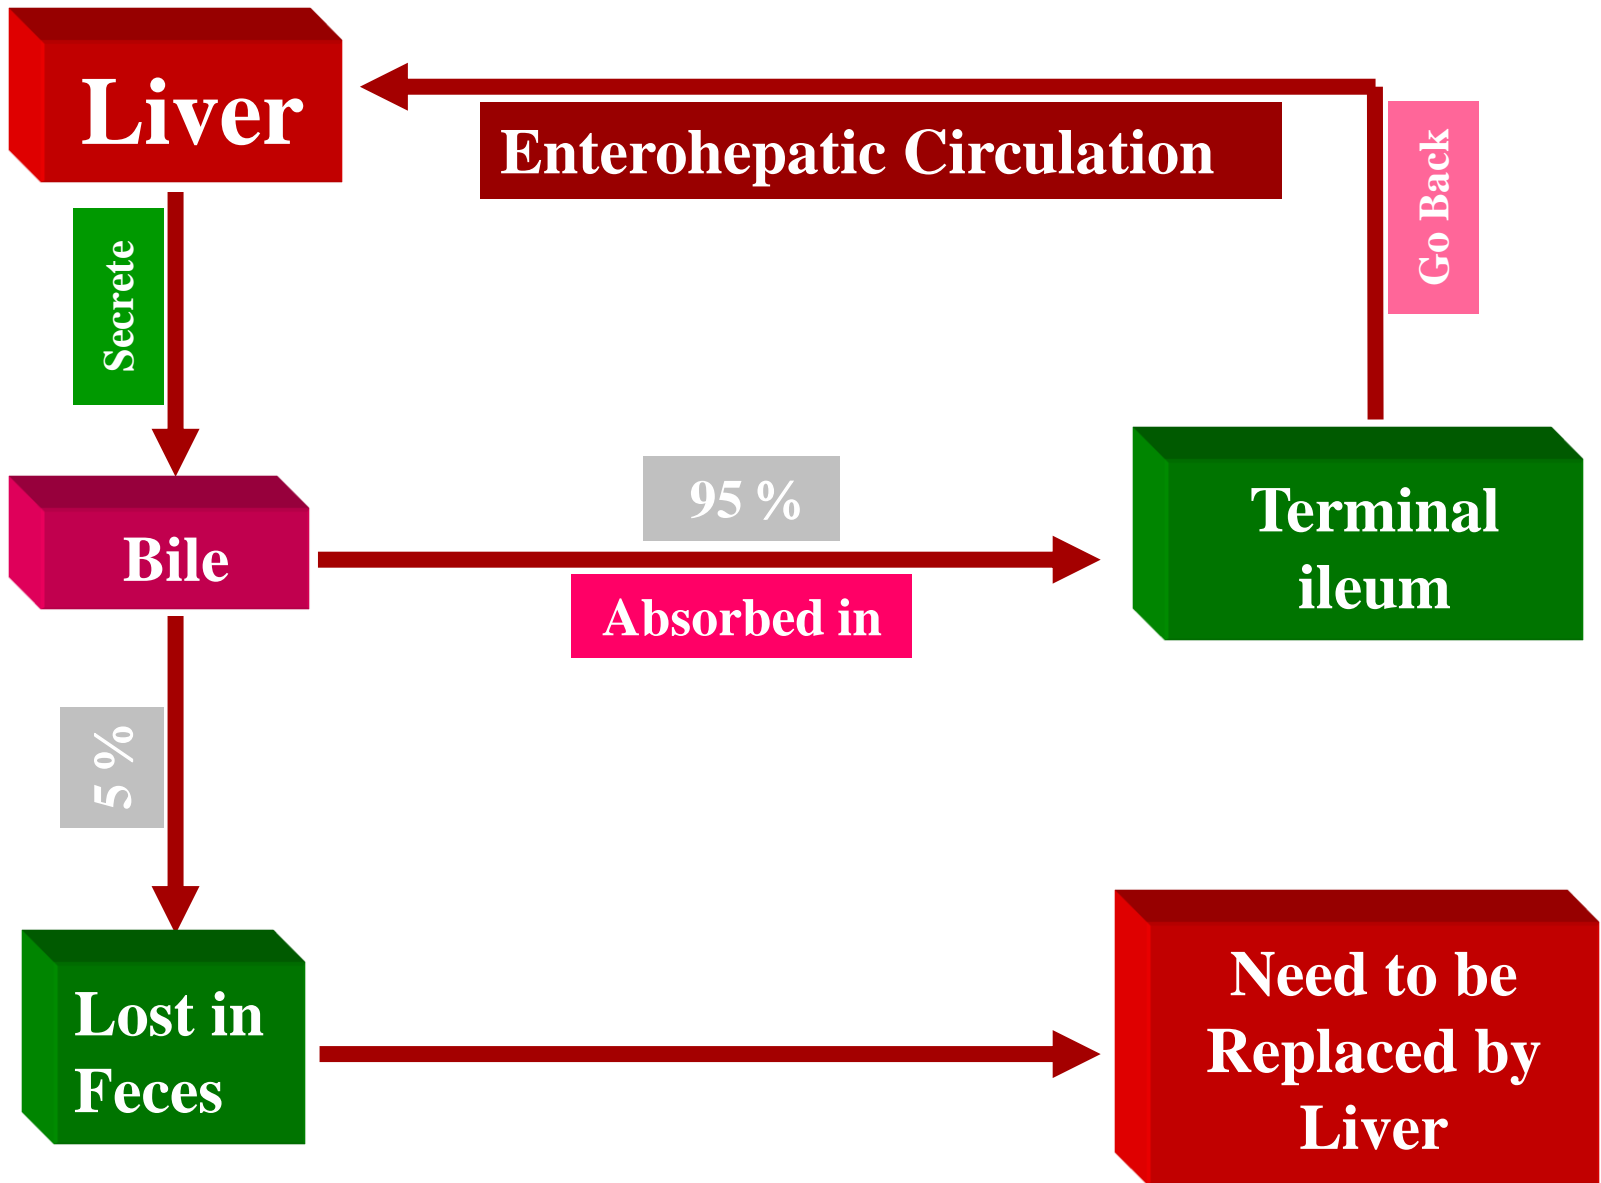 Liver
Enterohepatic Circulation
Go Back
Secrete
95 %
Terminal
ileum
Bile
Absorbed in
5 %
Lost in
Feces
Need to be
Replaced by
Liver